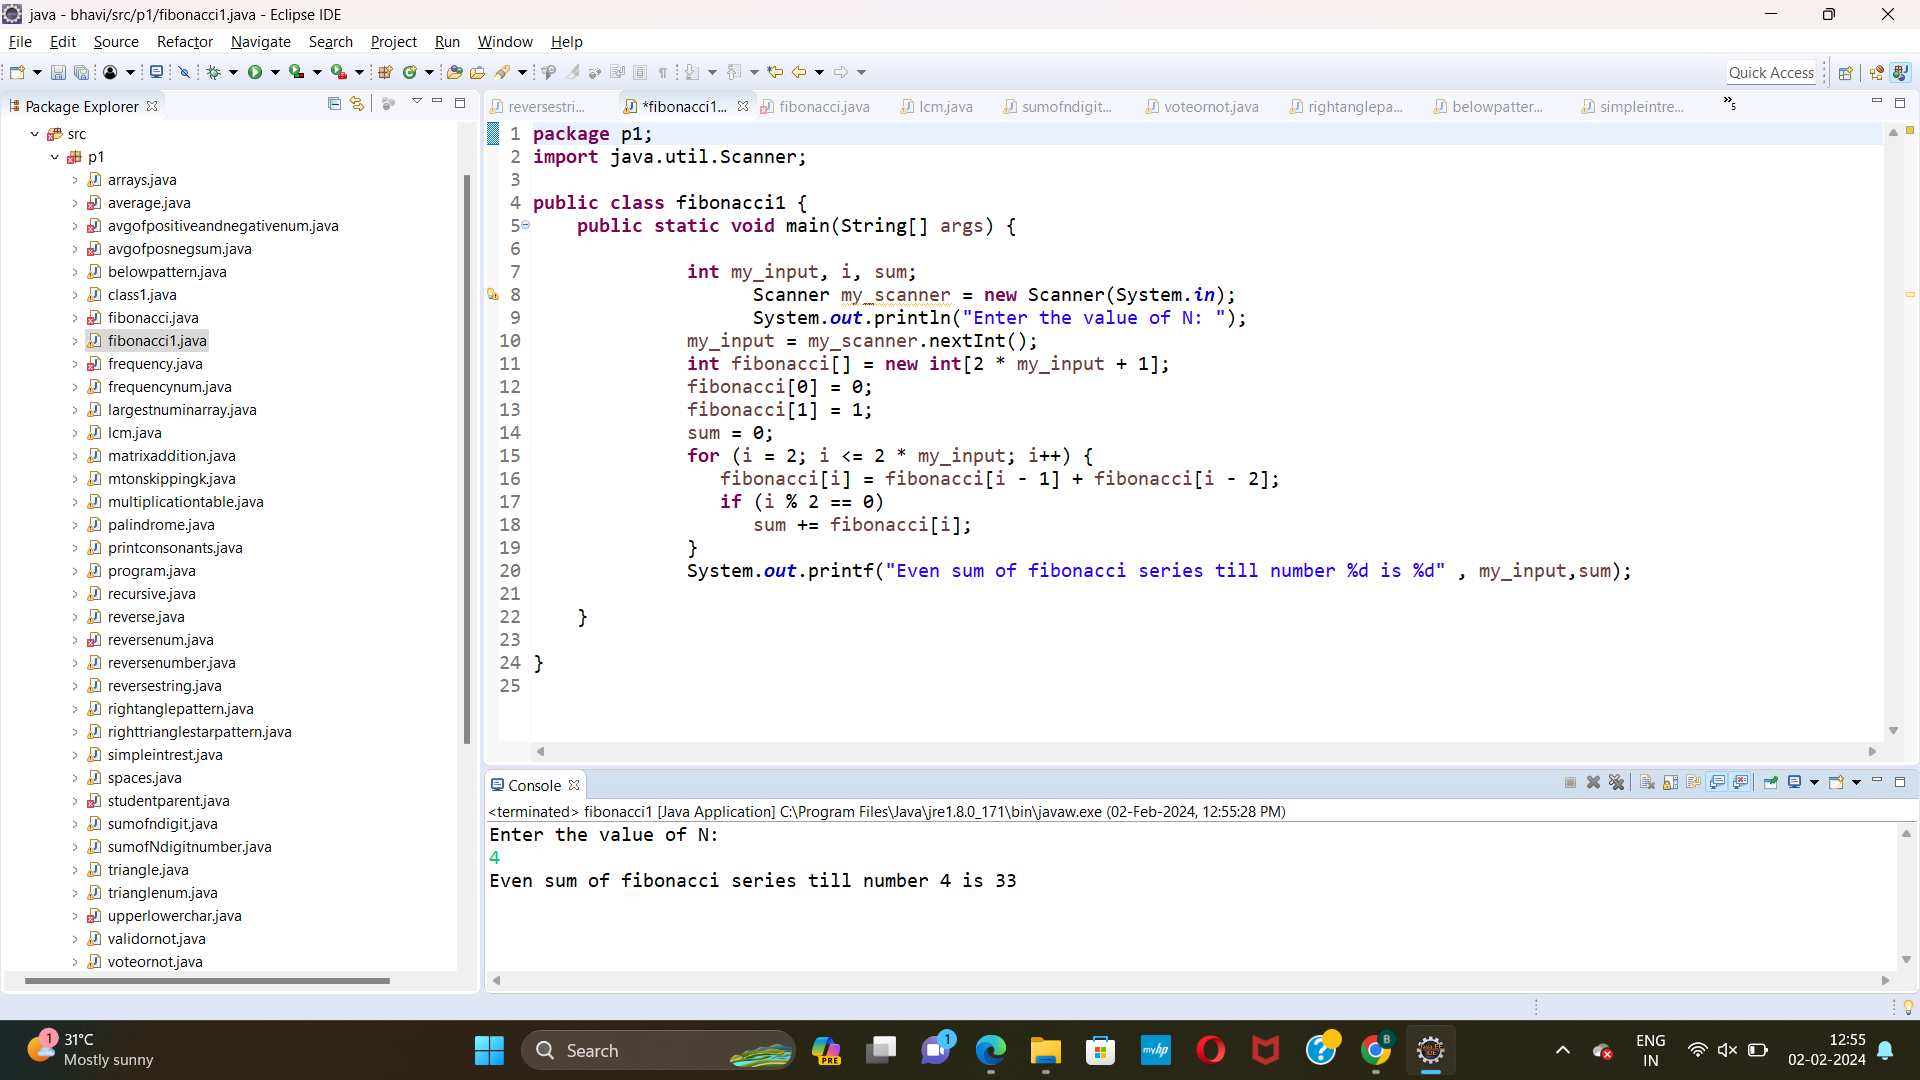 java - bhavi/src/p1/fibonacci1.java - Eclipse IDE
File Edit Source Refactor Navigate Search Project Run Window Help
Quick Access
Package Explorer
src
p1
arrays.java
average.java
avgofpositiveandnegativenum.java
avgofposnegsum.java
belowpattern.java
class1.java
fibonacci.java
fibonacci1.java
frequency.java
frequencynum.java
largestnuminarray.java
lcm.java
matrixaddition.java
mtonskippingk.java
multiplicationtable.java
palindrome.java
printconsonants.java
program.java
recursive.java
reverse.java
reversenum.java
reversenumber.java
reversestring.java
rightanglepattern.java
righttrianglestarpattern.java
simpleintrest.java
spaces.java
studentparent.java
sumofndigit.java
sumofNdigitnumber.java
triangle.java
trianglenum.java
upperlowerchar.java
validornot.java
voteornot.java
reversestri... *fibonacci1... fibonacci.java lcm.java sumofndigit... voteornot.java rightanglepa... belowpatter... simpleintre... »5
1 package p1;
2 import java.util.Scanner;
3
4 public class fibonacci1 {
5 public static void main(String[] args) {
6
7 int my_input, i, sum;
8 Scanner my_scanner = new Scanner(System.in);
9 System.out.println("Enter the value of N: ");
10 my_input = my_scanner.nextInt();
11 int fibonacci[] = new int[2 * my_input + 1];
12 fibonacci[0] = 0;
13 fibonacci[1] = 1;
14 sum = 0;
15 for (i = 2; i <= 2 * my_input; i++) {
16 fibonacci[i] = fibonacci[i - 1] + fibonacci[i - 2];
17 if (i % 2 == 0)
18 sum += fibonacci[i];
19 }
20 System.out.printf("Even sum of fibonacci series till number %d is %d" , my_input,sum);
21
22 }
23
24 }
25
Console
<terminated> fibonacci1 [Java Application] C:\Program Files\Java\jre1.8.0_171\bin\javaw.exe (02-Feb-2024, 12:55:28 PM)
Enter the value of N:
4
Even sum of fibonacci series till number 4 is 33
1
31°C
Mostly sunny
Search
PRE
1
myhp
B
ENG
IN
12:55
02-02-2024